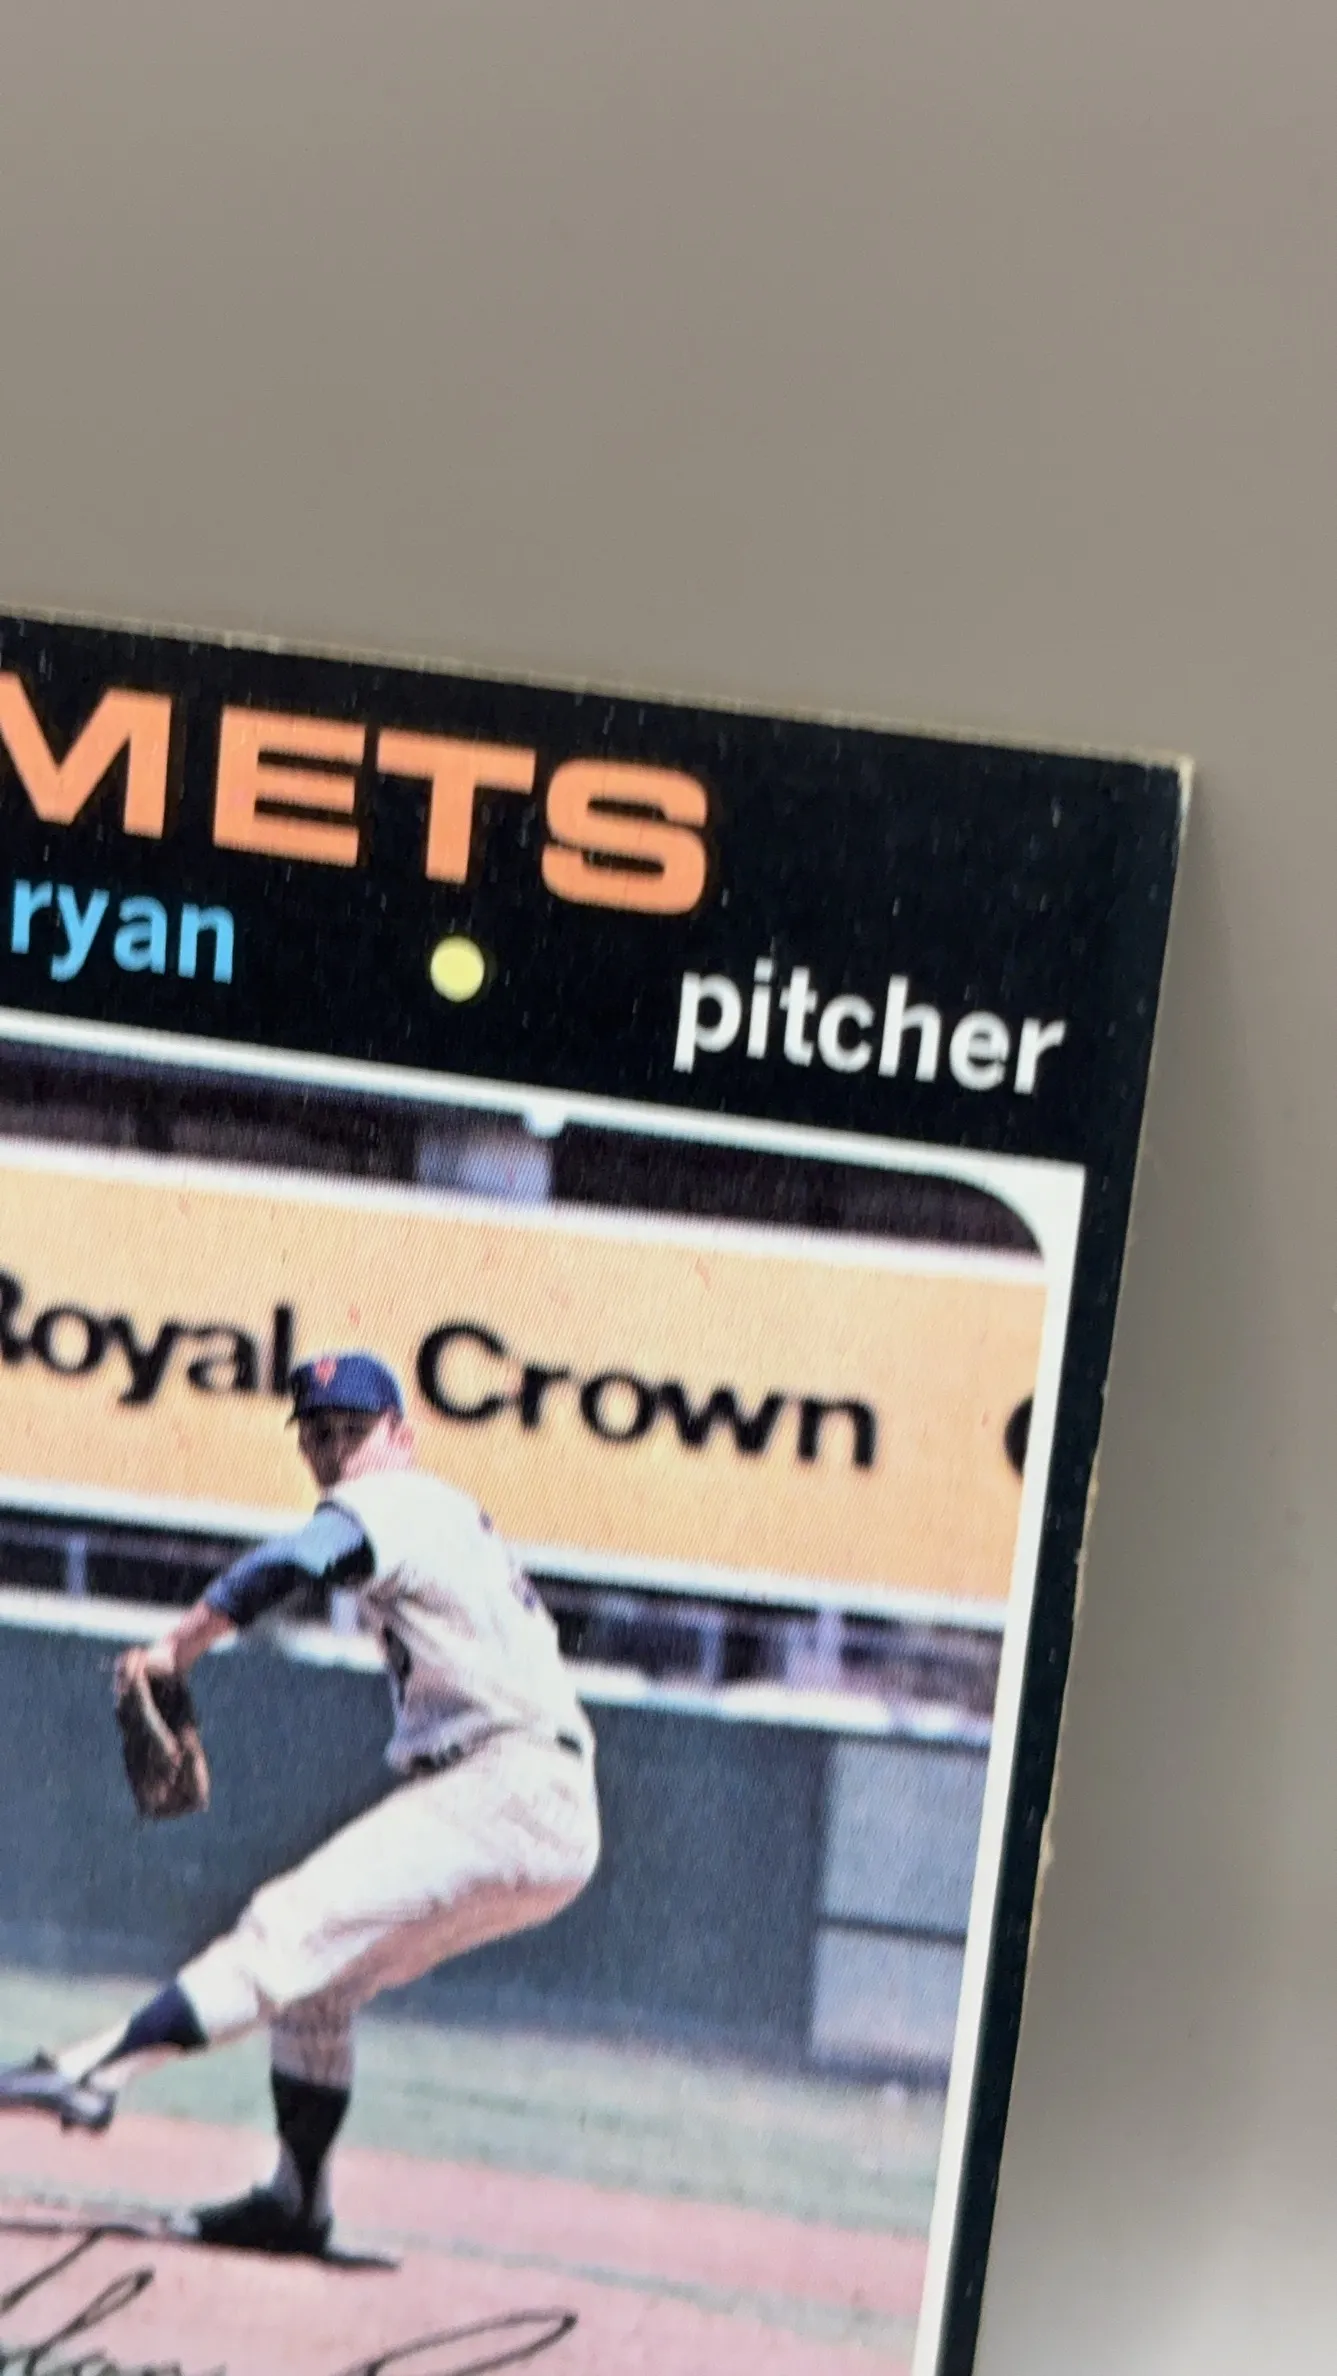 METS
ryan • pitcher
Royal Crown